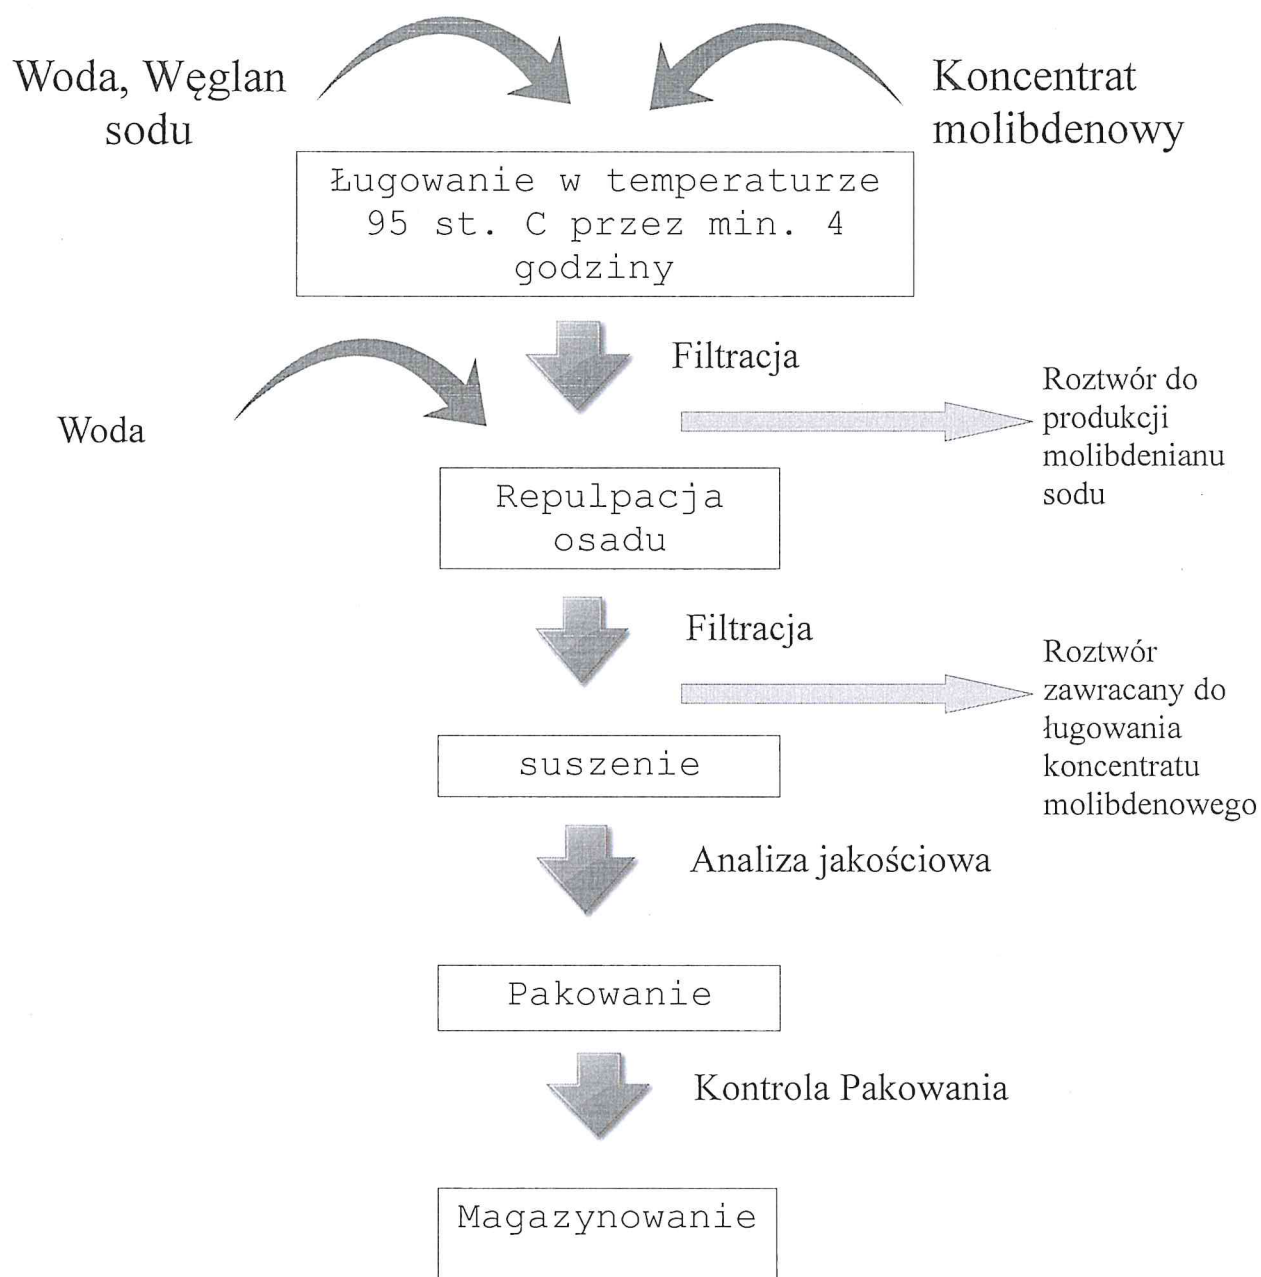 Woda, Węglan
sodu
Koncentrat
molibdenowy
Ługowanie w temperaturze
95 st. C przez min. 4
godziny
Filtracja
Woda
Roztwór do
produkcji
molibdenianu
sodu
Repulpacja
osadu
Filtracja
Roztwór
zawracany do
ługowania
koncentratu
molibdenowego
suszenie
Analiza jakościowa
Pakowanie
Kontrola Pakowania
Magazynowanie